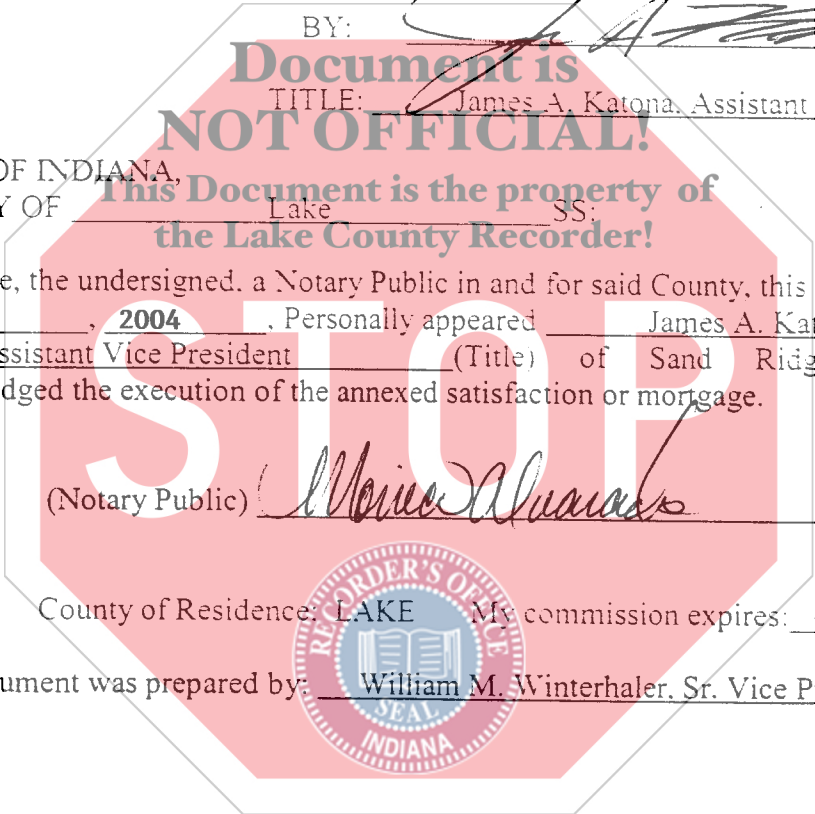 BY:
Document is
TITLE: James A. Katona, Assistant
NOT OFFICIAL!
OF INDIANA,
This Document is the property of
Y OF Lake SS:
the Lake County Recorder!
e, the undersigned, a Notary Public in and for said County, this
, 2004 , Personally appeared James A. Kat
ssistant Vice President (Title) of Sand Ridg
dged the execution of the annexed satisfaction or mortgage.
STOP
(Notary Public) Monica Alvarado
RECORDER'S OFFICE
County of Residence: LAKE My commission expires:
ument was prepared by: William M. Winterhaler, Sr. Vice P
SEAL
INDIANA